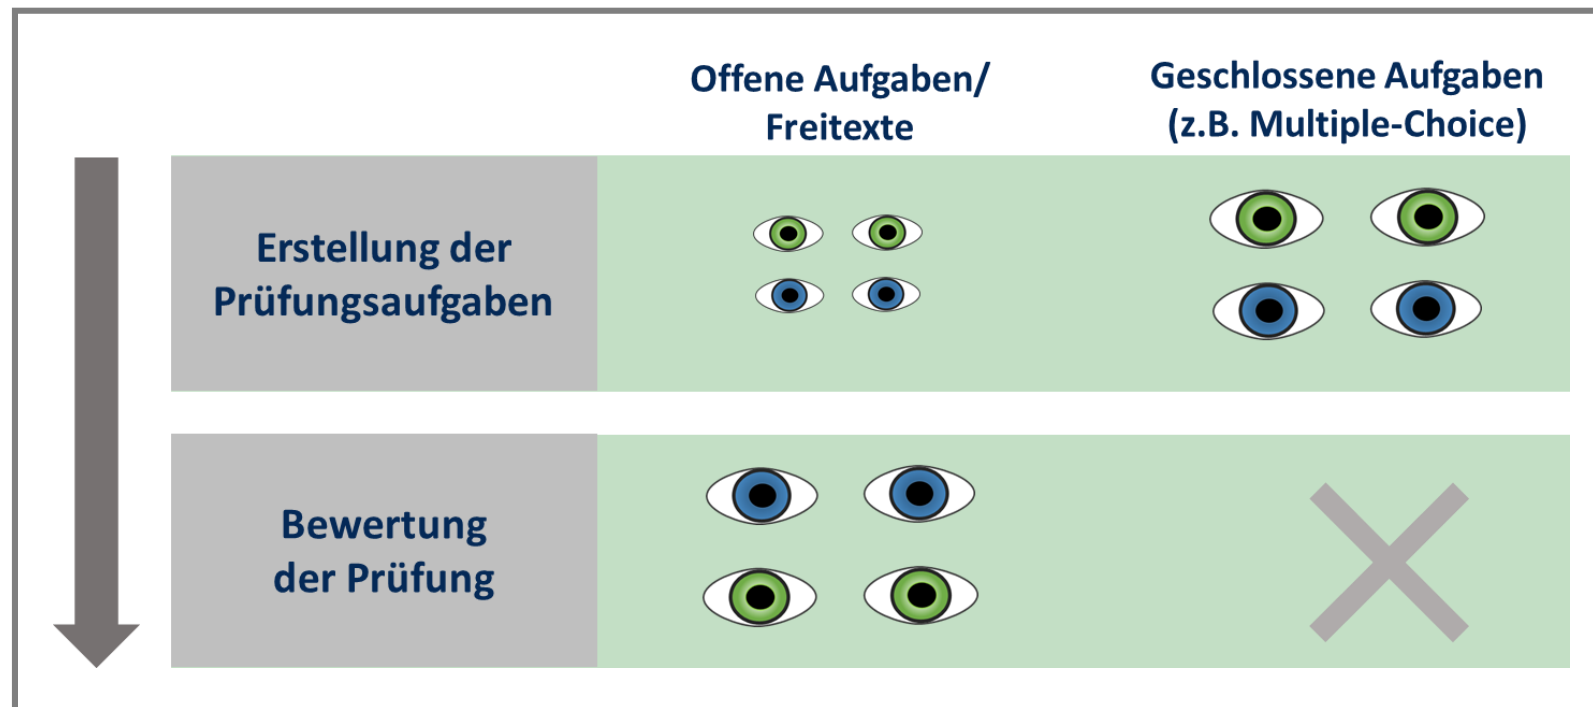 Offene Aufgaben/
Freitexte
Geschlossene Aufgaben
(z.B. Multiple-Choice)
Erstellung der
Prüfungsaufgaben
Bewertung
der Prüfung